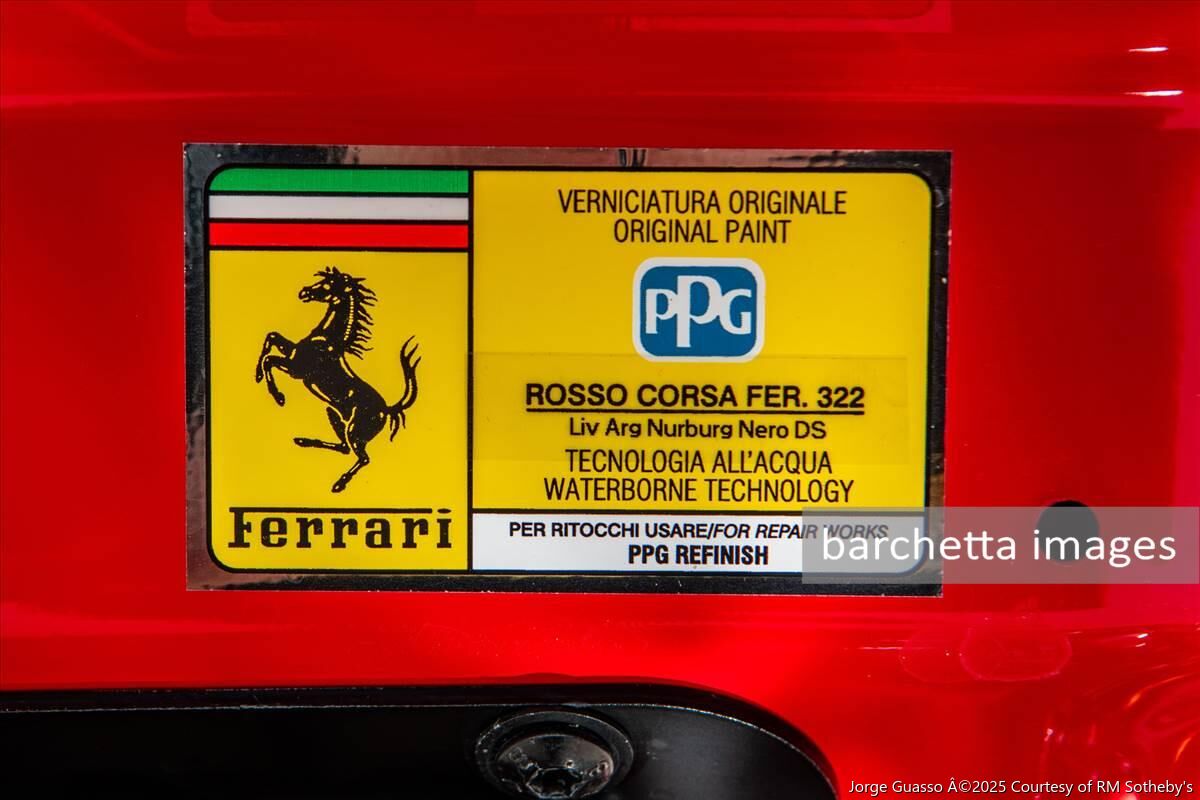 VERNICIATURA ORIGINALE
ORIGINAL PAINT
PPG
ROSSO CORSA FER. 322
Liv Arg Nurburg Nero DS
TECNOLOGIA ALL'ACQUA
WATERBORNE TECHNOLOGY
Ferrari
PER RITOCCHI USARE/FOR REPAIR WORKS
PPG REFINISH
barchetta images
Jorge Guasso Â©2025 Courtesy of RM Sotheby's